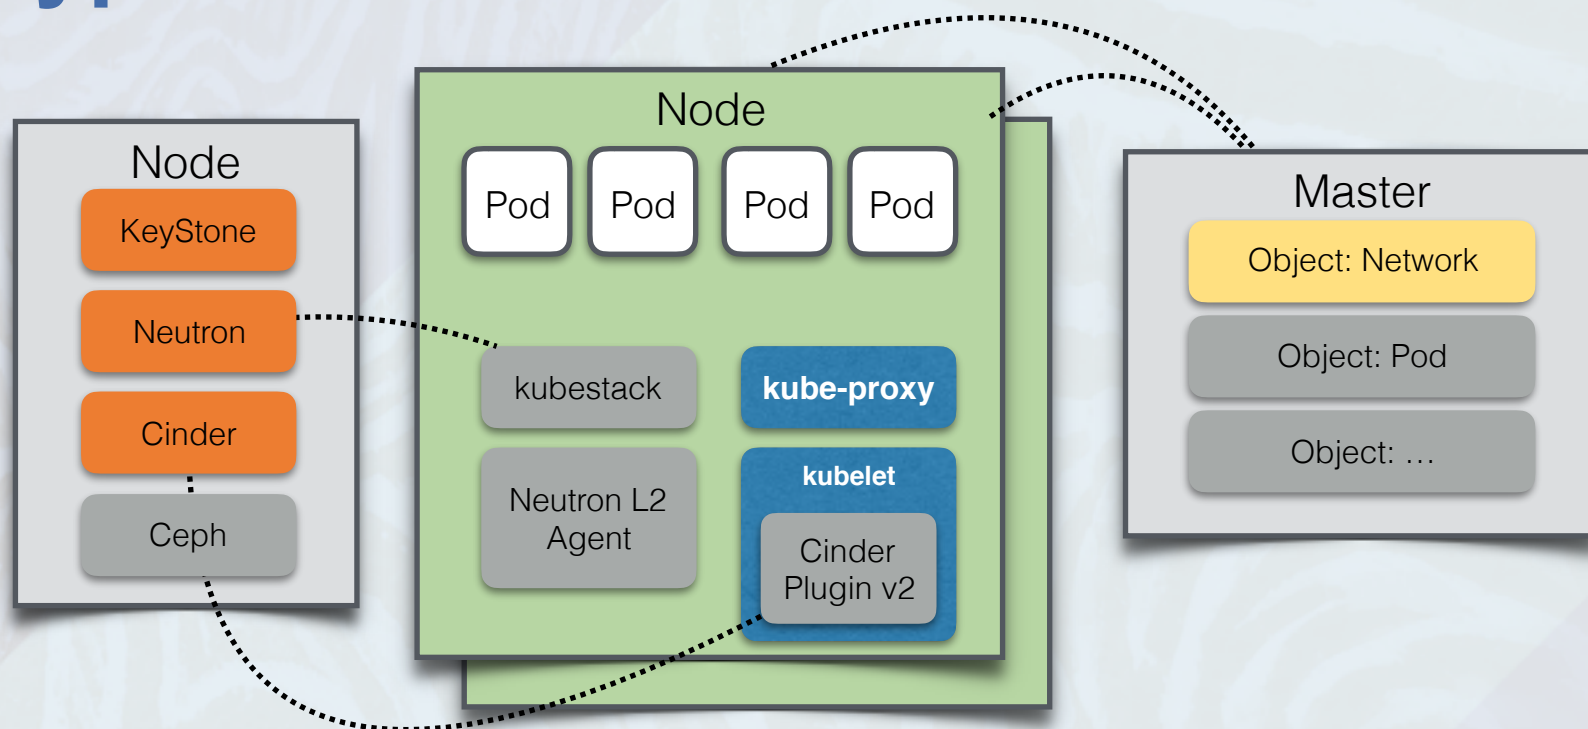 Node
KeyStone
Neutron
Cinder
Ceph
Node
Pod Pod Pod Pod
kubestack
kube-proxy
Neutron L2
Agent
kubelet
Cinder
Plugin v2
Master
Object: Network
Object: Pod
Object: …